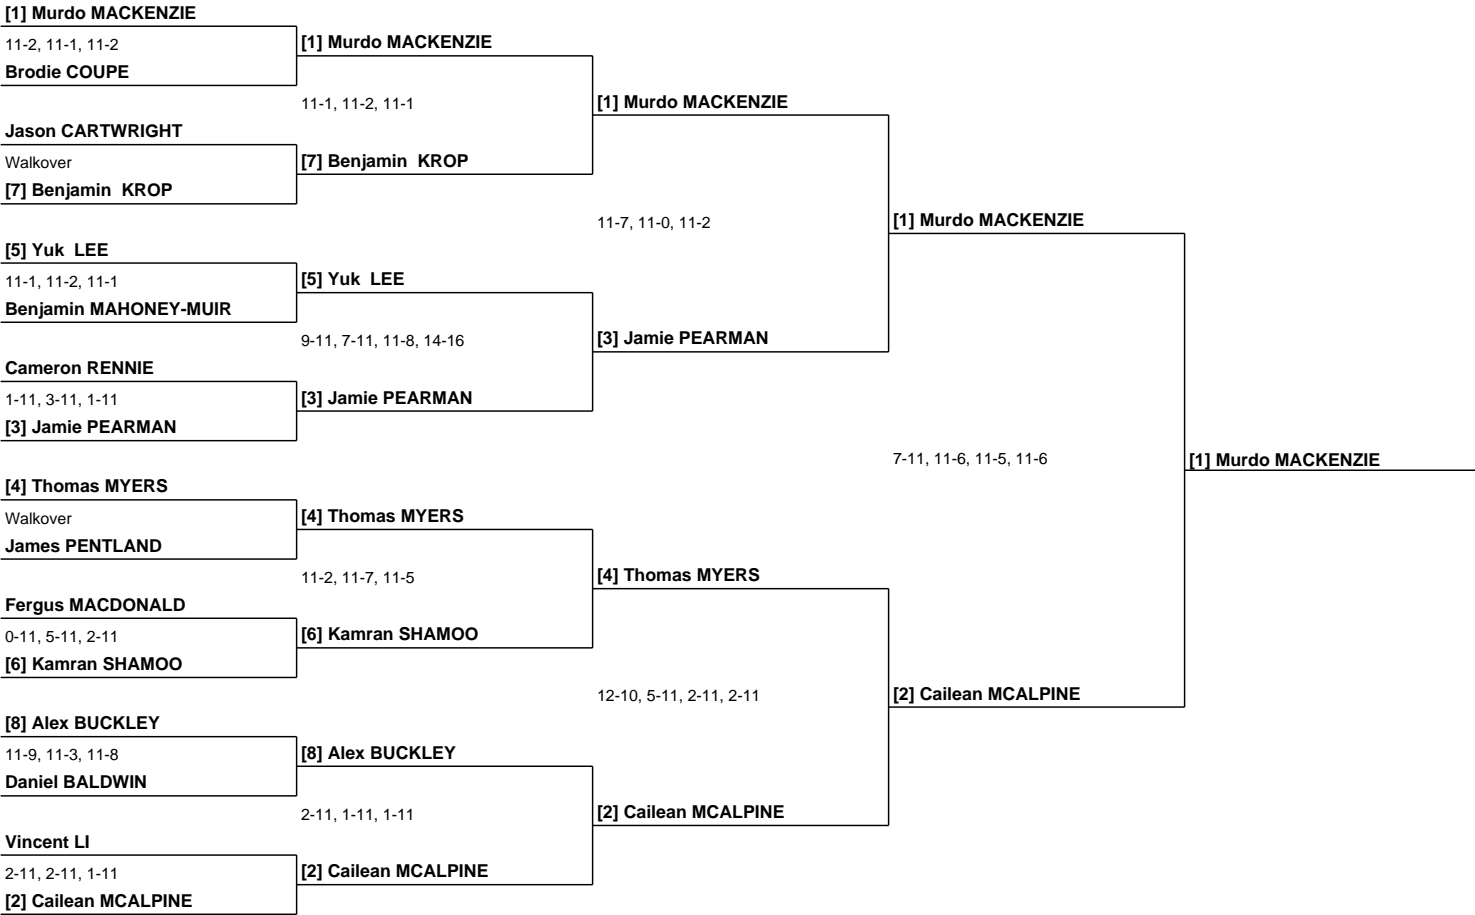 [1] Murdo MACKENZIE
11-2, 11-1, 11-2
Brodie COUPE
Jason CARTWRIGHT
Walkover
[7] Benjamin  KROP
[5] Yuk  LEE
11-1, 11-2, 11-1
Benjamin MAHONEY-MUIR
Cameron RENNIE
1-11, 3-11, 1-11
[3] Jamie PEARMAN
[4] Thomas MYERS
Walkover
James PENTLAND
Fergus MACDONALD
0-11, 5-11, 2-11
[6] Kamran SHAMOO
[8] Alex BUCKLEY
11-9, 11-3, 11-8
Daniel BALDWIN
Vincent LI
2-11, 2-11, 1-11
[2] Cailean MCALPINE
[1] Murdo MACKENZIE
11-1, 11-2, 11-1
[7] Benjamin  KROP
[5] Yuk  LEE
9-11, 7-11, 11-8, 14-16
[3] Jamie PEARMAN
[4] Thomas MYERS
11-2, 11-7, 11-5
[6] Kamran SHAMOO
[8] Alex BUCKLEY
2-11, 1-11, 1-11
[2] Cailean MCALPINE
[1] Murdo MACKENZIE
11-7, 11-0, 11-2
[3] Jamie PEARMAN
[4] Thomas MYERS
12-10, 5-11, 2-11, 2-11
[2] Cailean MCALPINE
[1] Murdo MACKENZIE
7-11, 11-6, 11-5, 11-6
[2] Cailean MCALPINE
[1] Murdo MACKENZIE